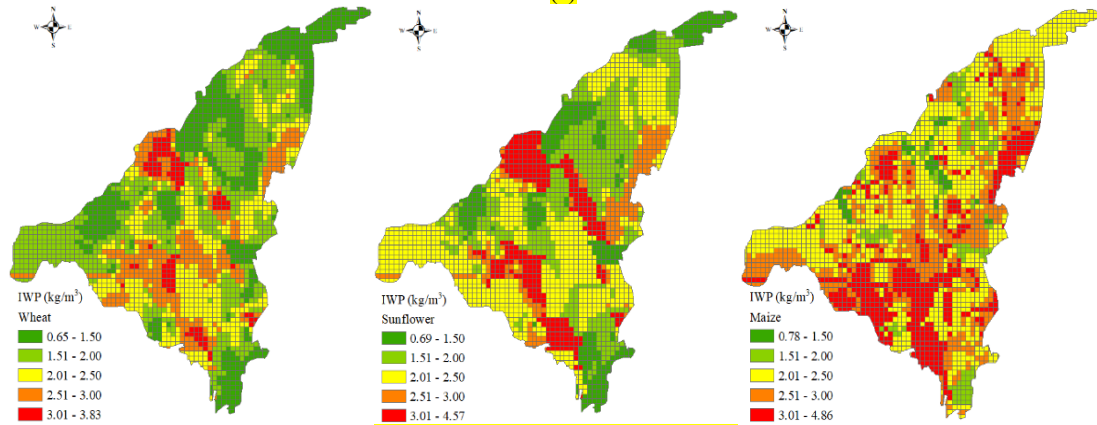 N
W E
S
IWP (kg/m³)
Wheat
0.65 - 1.50
1.51 - 2.00
2.01 - 2.50
2.51 - 3.00
3.01 - 3.83
N
W E
S
IWP (kg/m³)
Sunflower
0.69 - 1.50
1.51 - 2.00
2.01 - 2.50
2.51 - 3.00
3.01 - 4.57
N
W E
S
IWP (kg/m³)
Maize
0.78 - 1.50
1.51 - 2.00
2.01 - 2.50
2.51 - 3.00
3.01 - 4.86